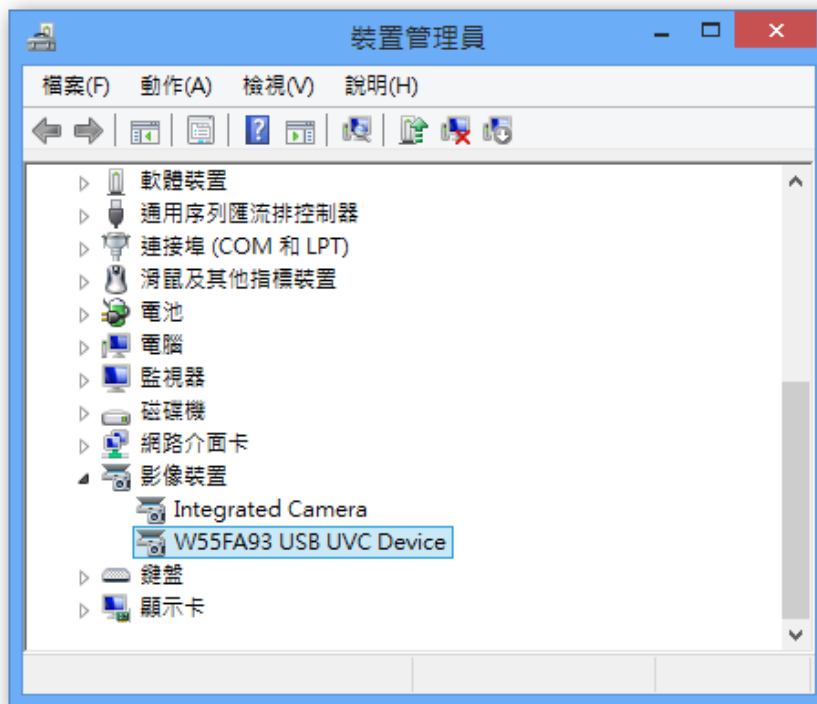 裝置管理員
檔案(F) 動作(A) 檢視(V) 說明(H)
軟體裝置
通用序列匯流排控制器
連接埠 (COM 和 LPT)
滑鼠及其他指標裝置
電池
電腦
監視器
磁碟機
網路介面卡
影像裝置
Integrated Camera
W55FA93 USB UVC Device
鍵盤
顯示卡